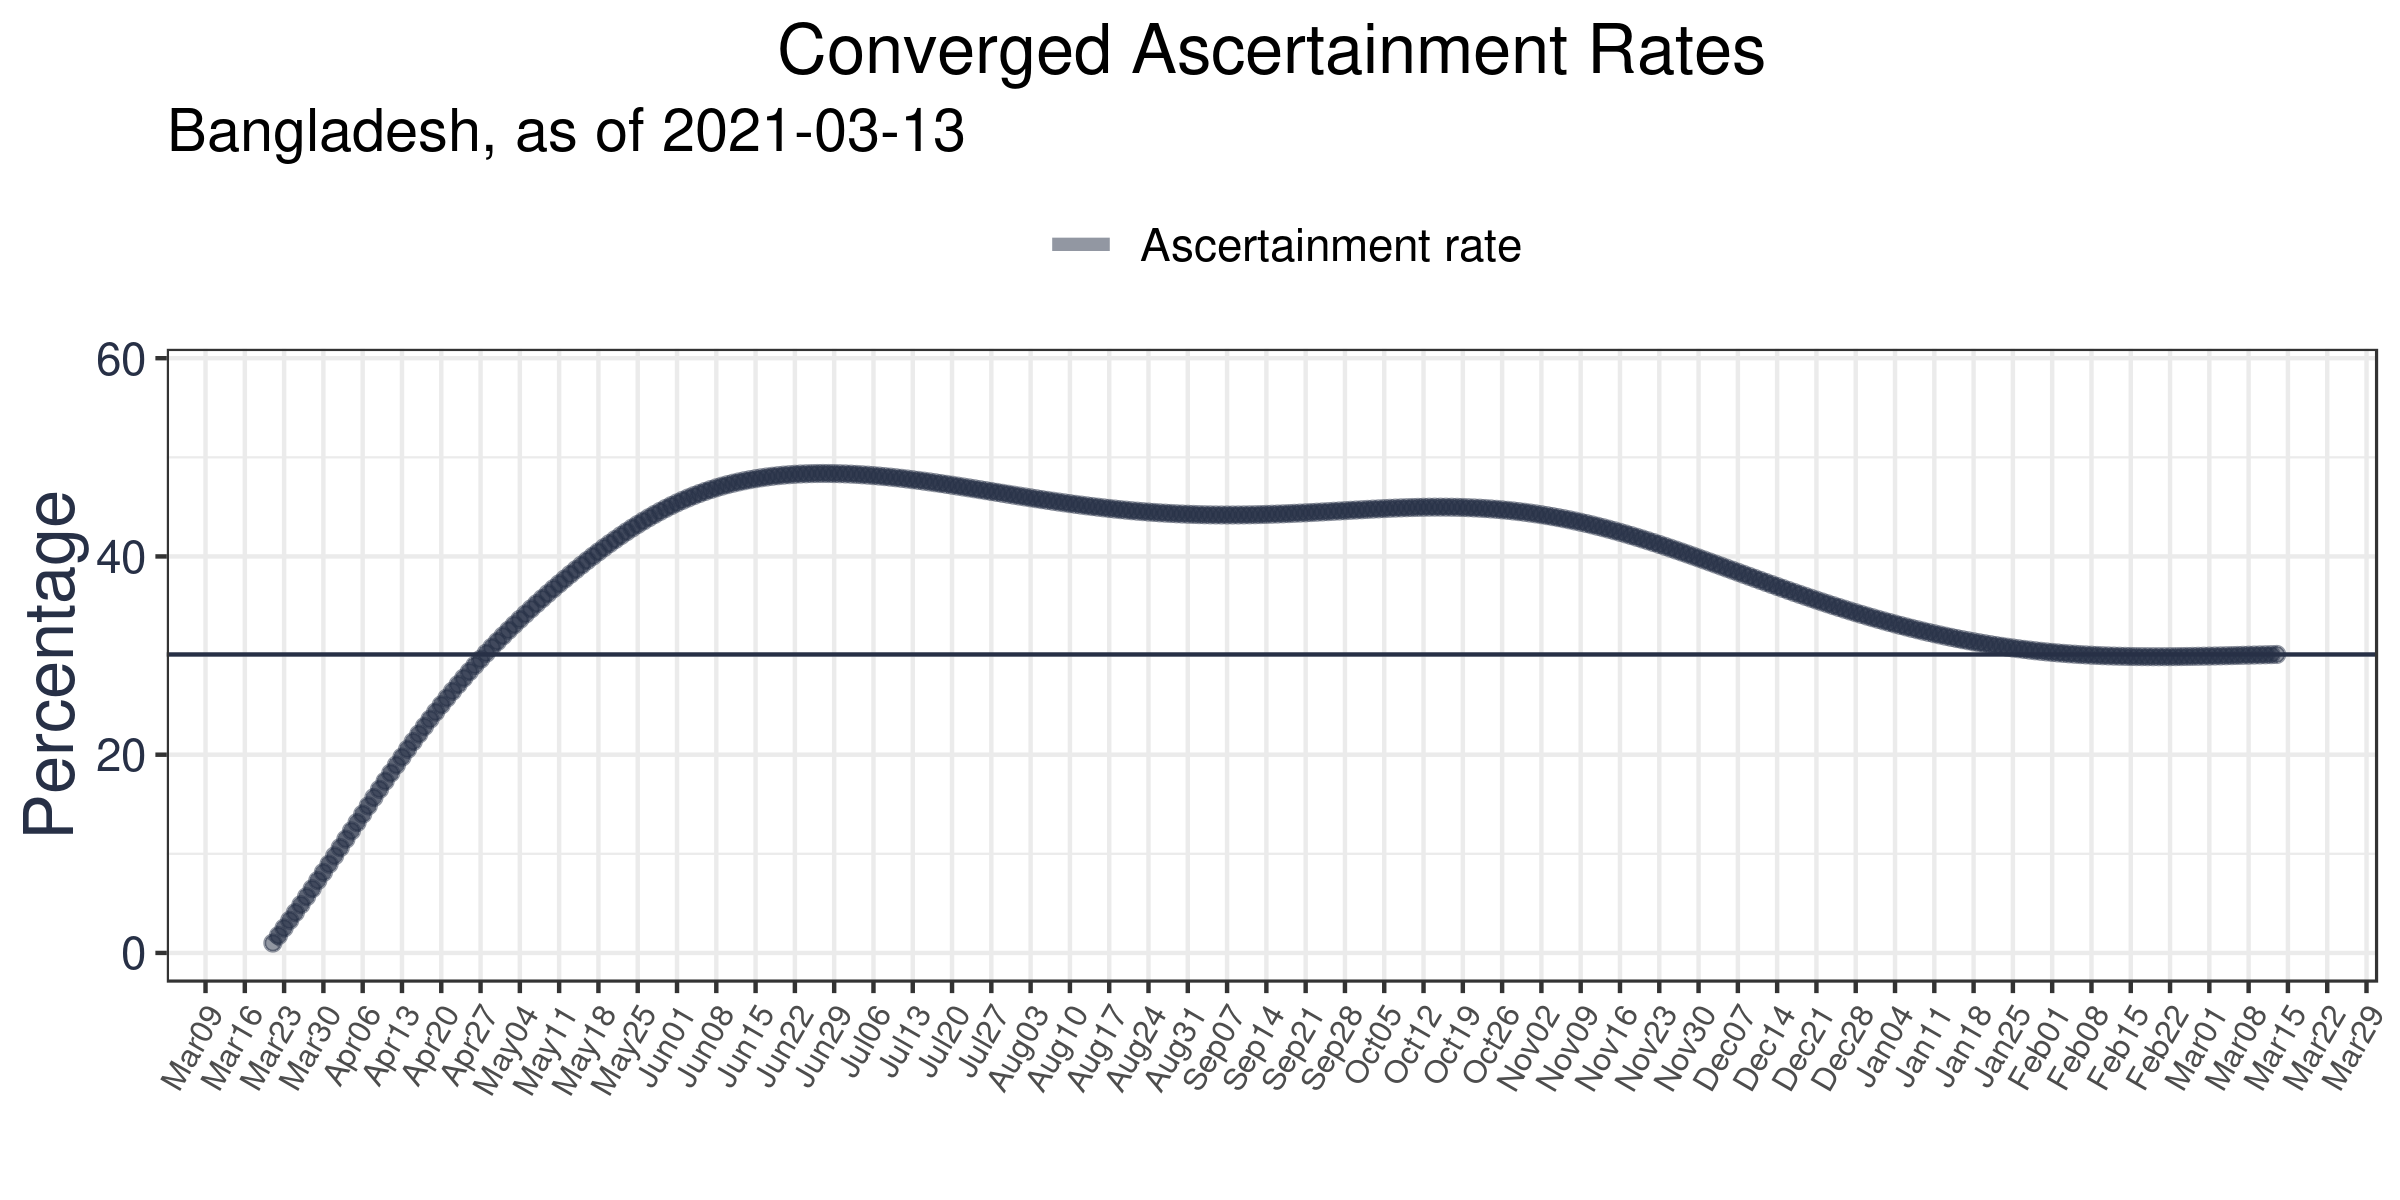 Converged Ascertainment Rates
Bangladesh, as of 2021-03-13
Ascertainment rate
Percentage
60
40
20
0
Mar09
Mar16
Mar23
Mar30
Apr06
Apr13
Apr20
Apr27
May04
May11
May18
May25
Jun01
Jun08
Jun15
Jun22
Jun29
Jul06
Jul13
Jul20
Jul27
Aug03
Aug10
Aug17
Aug24
Aug31
Sep07
Sep14
Sep21
Sep28
Oct05
Oct12
Oct19
Oct26
Nov02
Nov09
Nov16
Nov23
Nov30
Dec07
Dec14
Dec21
Dec28
Jan04
Jan11
Jan18
Jan25
Feb01
Feb08
Feb15
Feb22
Mar01
Mar08
Mar15
Mar22
Mar29